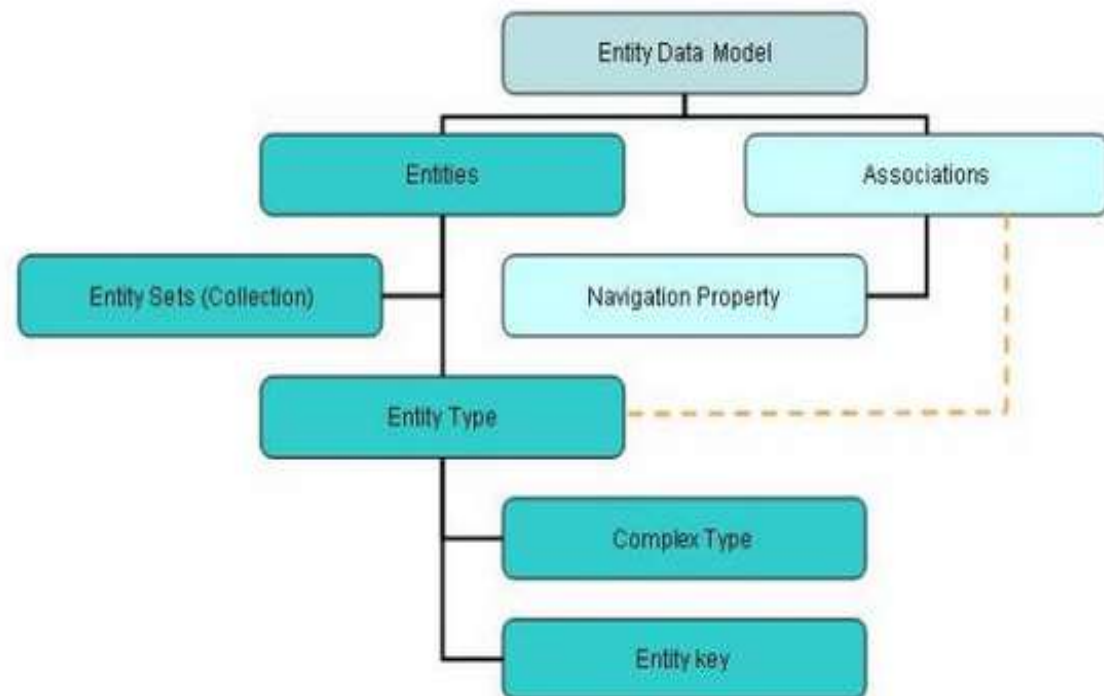 Entity Data Model
Entities
Associations
Entity Sets (Collection)
Navigation Property
Entity Type
Complex Type
Entity key